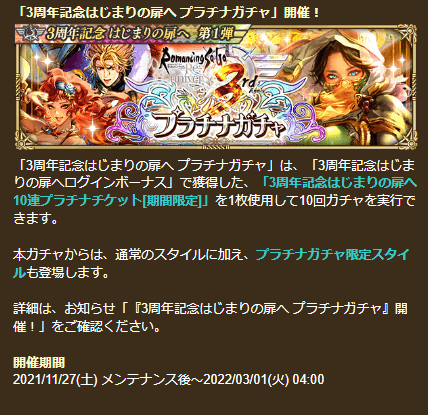 「3周年記念はじまりの扉へ プラチナガチャ」開催！
3周年記念 はじまりの扉へ 第1弾
Romancing SaGa
Re;univerSe
3rd
プラチナガチャ
「3周年記念はじまりの扉へ プラチナガチャ」は、「3周年記念はじま
りの扉へログインボーナス」で獲得した、「3周年記念はじまりの扉へ
10連プラチナチケット[期間限定]」を1枚使用して10回ガチャを実行で
きます。
本ガチャからは、通常のスタイルに加え、プラチナガチャ限定スタイ
ルも登場します。
詳細は、お知らせ「『3周年記念はじまりの扉へ プラチナガチャ』開
催！」をご確認ください。
開催期間
2021/11/27(土) メンテナンス後～2022/03/01(火) 04:00